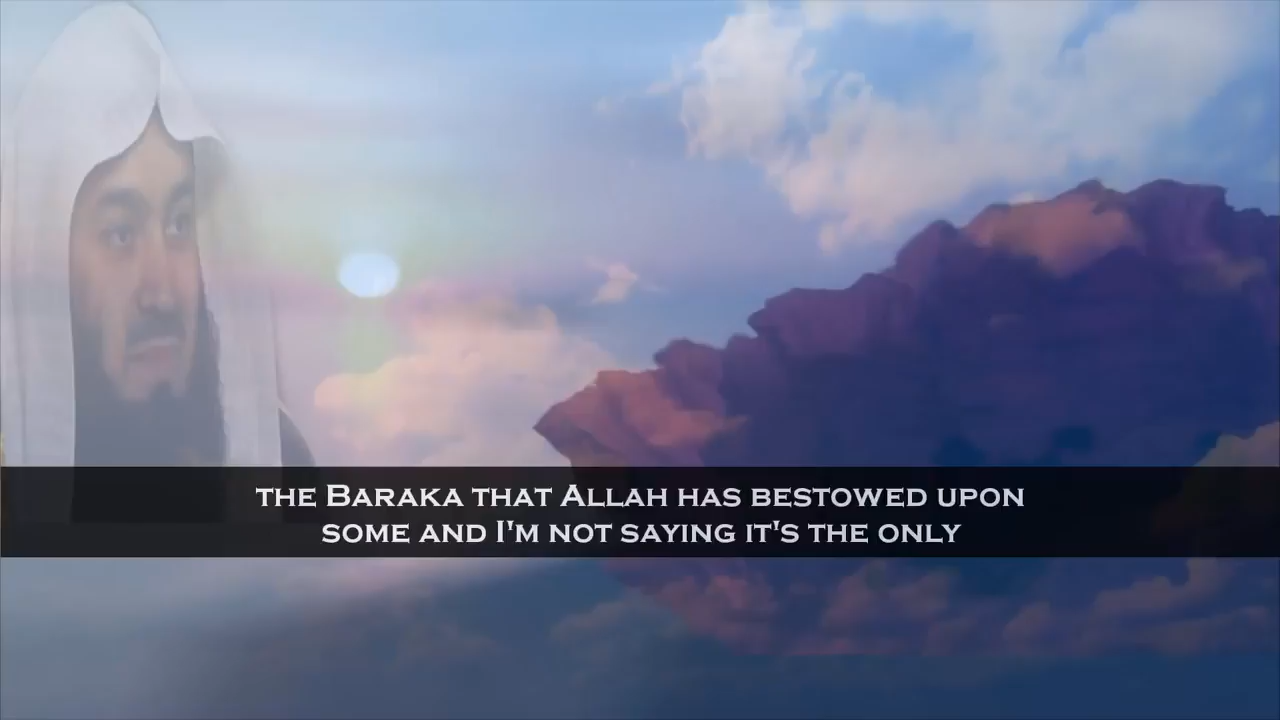 THE BARAKA THAT ALLAH HAS BESTOWED UPON
SOME AND I'M NOT SAYING IT'S THE ONLY